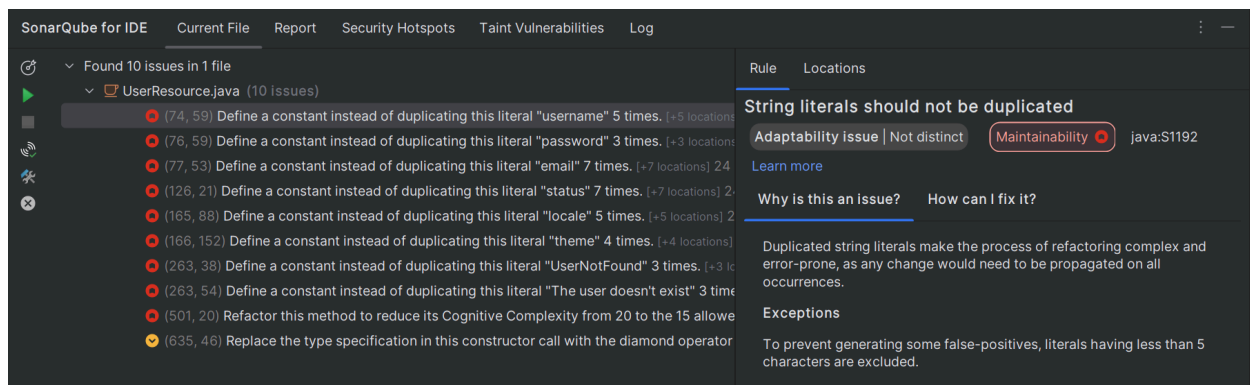 SonarQube for IDE Current File Report Security Hotspots Taint Vulnerabilities Log
Found 10 issues in 1 file
UserResource.java (10 issues)
(74, 59) Define a constant instead of duplicating this literal "username" 5 times. [+5 locations
(76, 59) Define a constant instead of duplicating this literal "password" 3 times. [+3 locations
(77, 53) Define a constant instead of duplicating this literal "email" 7 times. [+7 locations] 24
(126, 21) Define a constant instead of duplicating this literal "status" 7 times. [+7 locations] 2
(165, 88) Define a constant instead of duplicating this literal "locale" 5 times. [+5 locations] 2
(166, 152) Define a constant instead of duplicating this literal "theme" 4 times. [+4 locations]
(263, 38) Define a constant instead of duplicating this literal "UserNotFound" 3 times. [+3 lo
(263, 54) Define a constant instead of duplicating this literal "The user doesn't exist" 3 time
(501, 20) Refactor this method to reduce its Cognitive Complexity from 20 to the 15 allowe
(635, 46) Replace the type specification in this constructor call with the diamond operator
Rule Locations
String literals should not be duplicated
Adaptability issue | Not distinct Maintainability java:S1192
Learn more
Why is this an issue? How can I fix it?
Duplicated string literals make the process of refactoring complex and
error-prone, as any change would need to be propagated on all
occurrences.
Exceptions
To prevent generating some false-positives, literals having less than 5
characters are excluded.